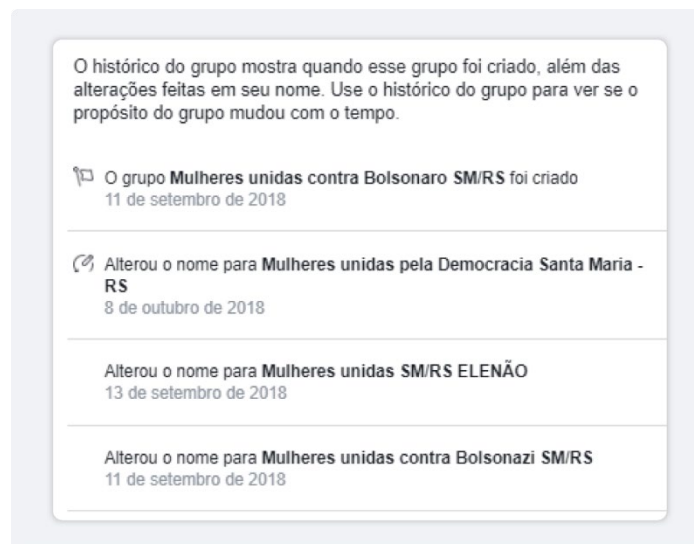 O histórico do grupo mostra quando esse grupo foi criado, além das
alterações feitas em seu nome. Use o histórico do grupo para ver se o
propósito do grupo mudou com o tempo.
O grupo Mulheres unidas contra Bolsonaro SM/RS foi criado
11 de setembro de 2018
Alterou o nome para Mulheres unidas pela Democracia Santa Maria -
RS
8 de outubro de 2018
Alterou o nome para Mulheres unidas SM/RS ELENÃO
13 de setembro de 2018
Alterou o nome para Mulheres unidas contra Bolsonazi SM/RS
11 de setembro de 2018